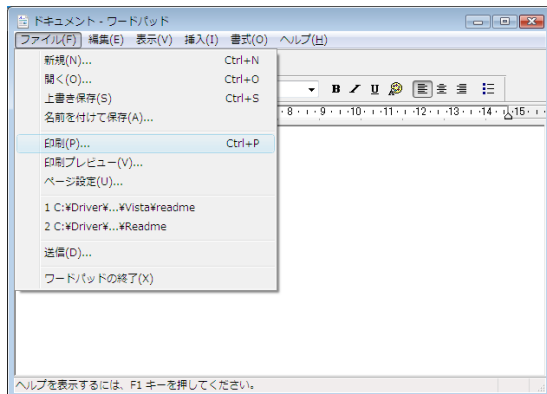 ドキュメント - ワードパッド
ファイル(F) 編集(E) 表示(V) 挿入(I) 書式(O) ヘルプ(H)
新規(N)... Ctrl+N
開く(O)... Ctrl+O
上書き保存(S) Ctrl+S
名前を付けて保存(A)...
印刷(P)... Ctrl+P
印刷プレビュー(V)...
ページ設定(U)...
1 C:¥Driver¥...¥Vista¥readme
2 C:¥Driver¥...¥Readme
送信(D)...
ワードパッドの終了(X)
B I U
8 9 10 11 12 13 14 15
ヘルプを表示するには、F1 キーを押してください。